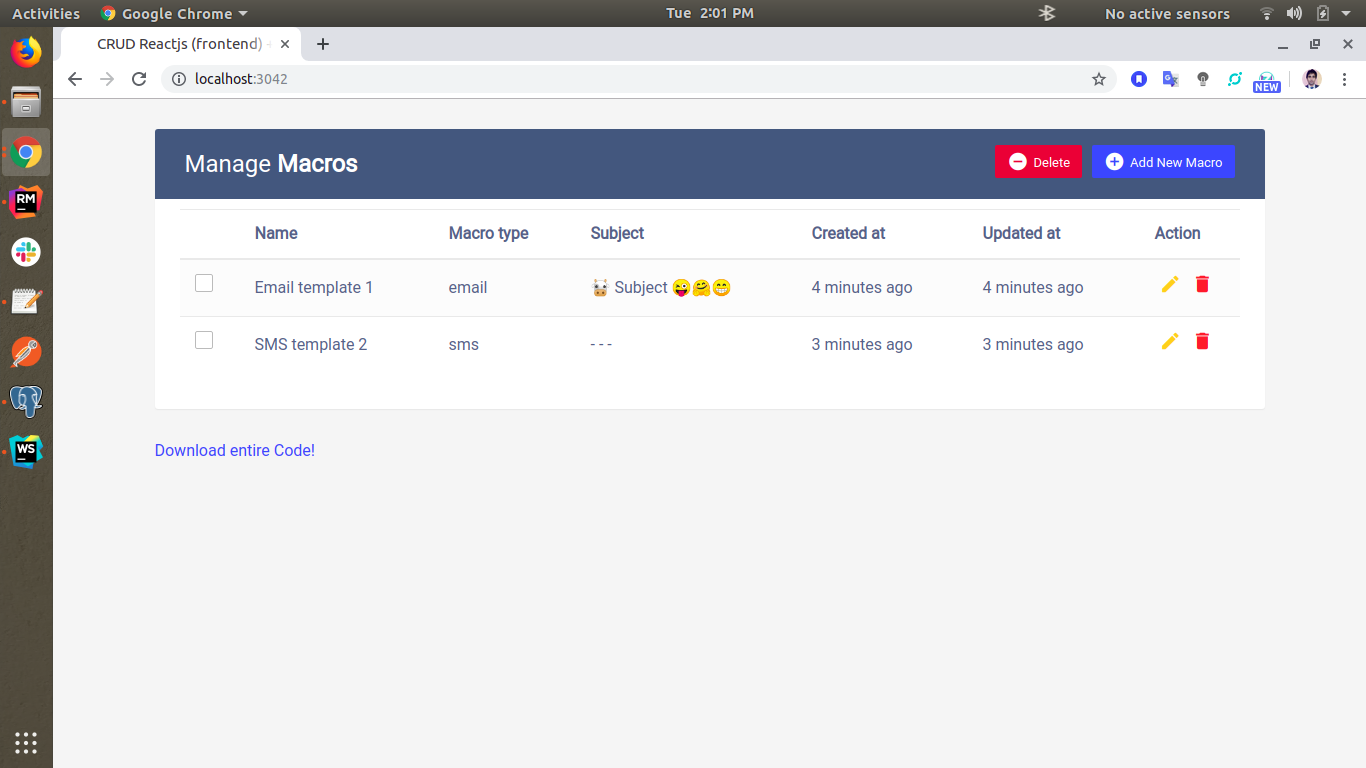 Activities Google Chrome Tue 2:01 PM No active sensors
CRUD Reactjs (frontend)
localhost:3042
NEW
Manage Macros Delete Add New Macro
Name Macro type Subject Created at Updated at Action
Email template 1 email 🐮 Subject 😜🤗😁 4 minutes ago 4 minutes ago
SMS template 2 sms - - - 3 minutes ago 3 minutes ago
Download entire Code!
RM
WS